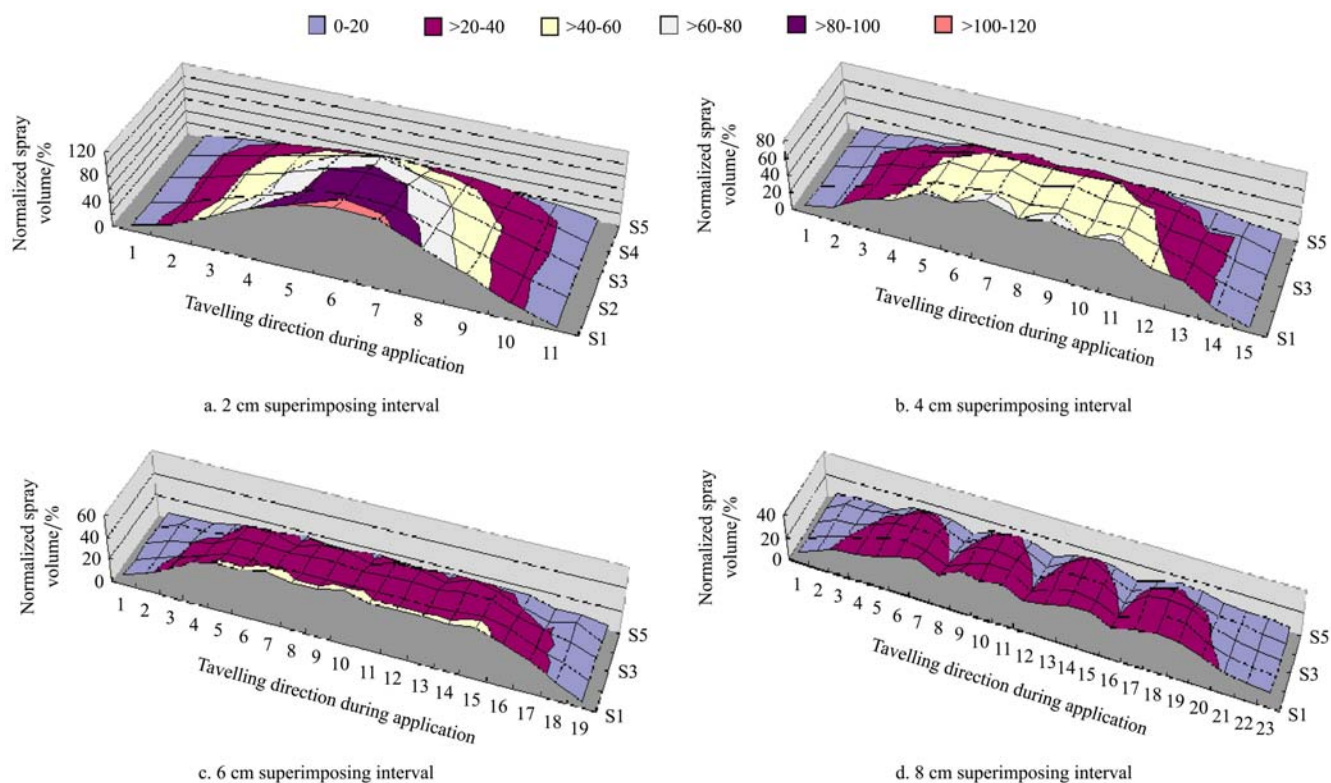 0-20 >20-40 >40-60 >60-80 >80-100 >100-120
Normalized spray
volume/%
120
80
40
0
1 2 3 4 5 6 7 8 9 10 11
S5
S4
S3
S2
S1
Tavelling direction during application
a. 2 cm superimposing interval
Normalized spray
volume/%
80
60
40
20
0
1 2 3 4 5 6 7 8 9 10 11 12 13 14 15
S5
S3
S1
Tavelling direction during application
b. 4 cm superimposing interval
Normalized spray
volume/%
60
40
20
0
1 2 3 4 5 6 7 8 9 10 11 12 13 14 15 16 17 18 19
S5
S3
S1
Tavelling direction during application
c. 6 cm superimposing interval
Normalized spray
volume/%
40
20
0
1 2 3 4 5 6 7 8 9 10 11 12 13 14 15 16 17 18 19 20 21 22 23
S5
S3
S1
Tavelling direction during application
d. 8 cm superimposing interval